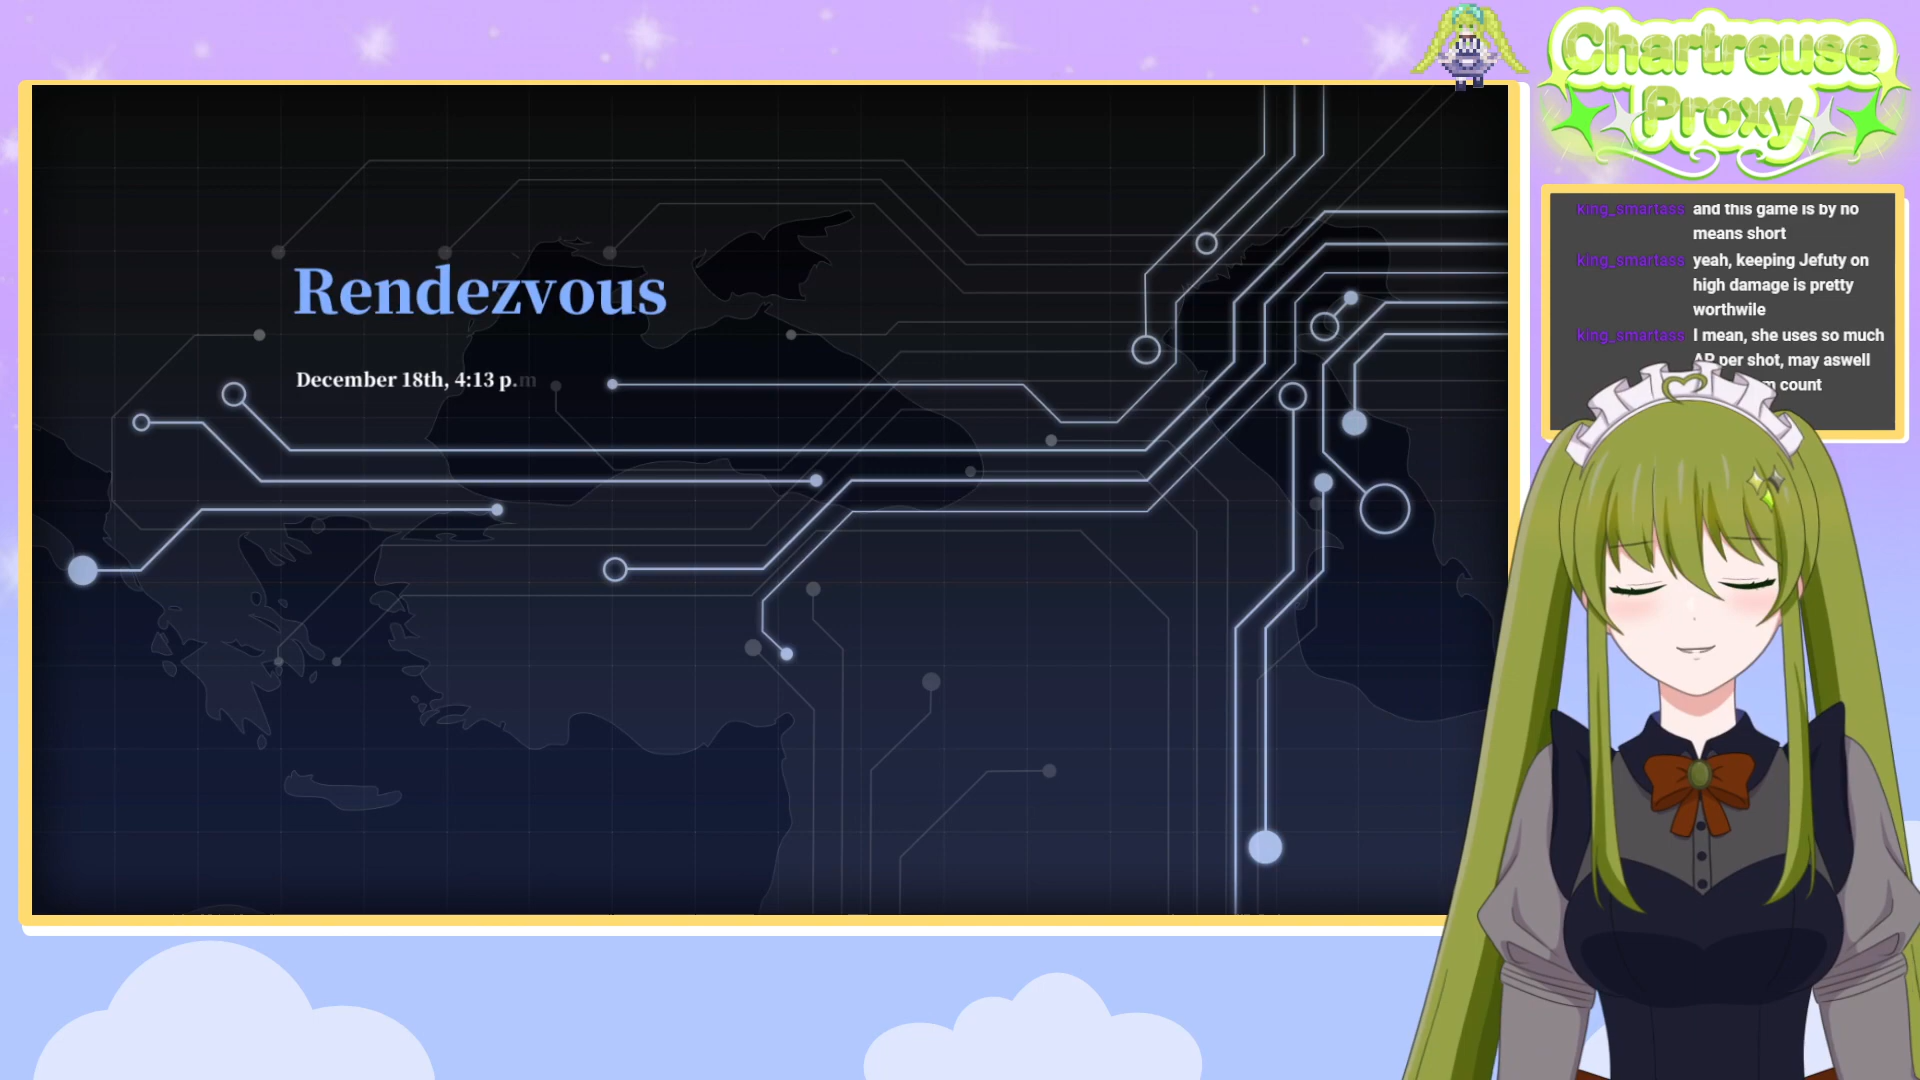 Chartreuse
Proxy
king_smartass and this game is by no
means short
king_smartass yeah, keeping Jefuty on
high damage is pretty
worthwile
king_smartass I mean, she uses so much
AP per shot, may aswell
count
Rendezvous
December 18th, 4:13 p.m